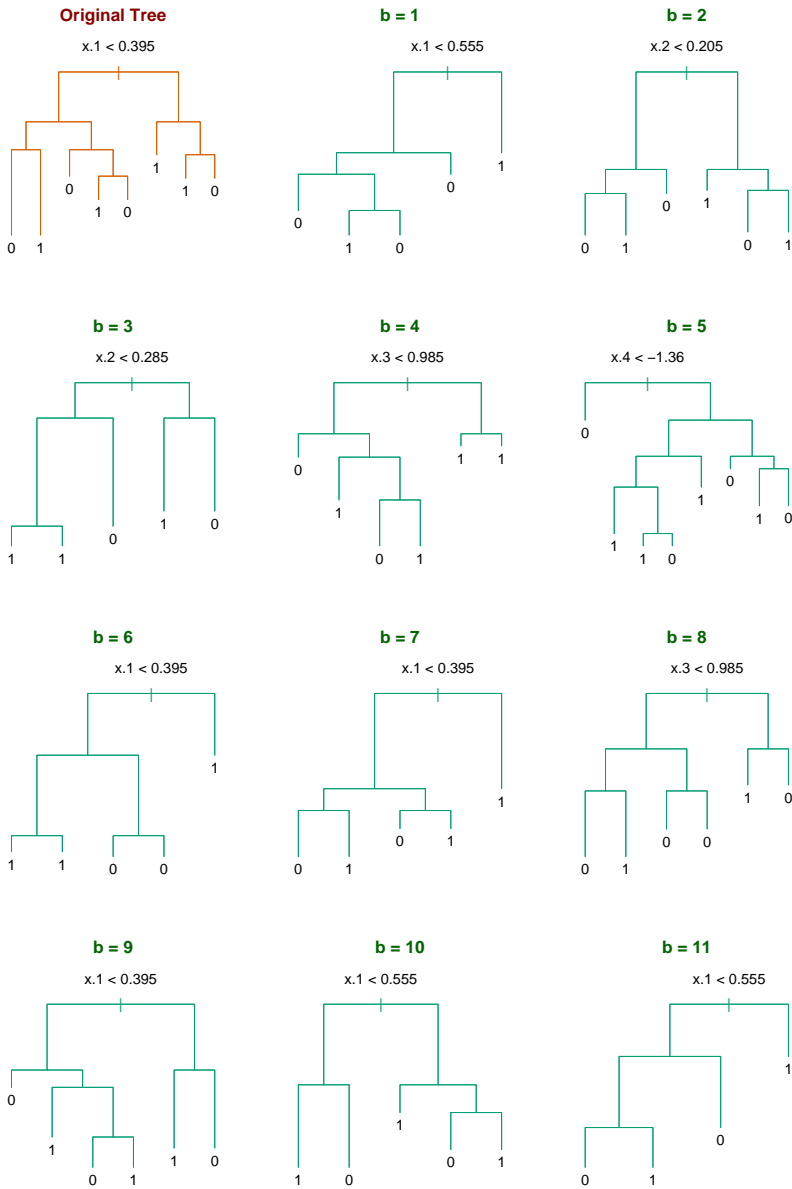 Original Tree
b = 1
b = 2
x.1 < 0.395
x.1 < 0.555
x.2 < 0.205
1
1
0
0
0
1
1
0
0
1
0
1
0
0
1
1
0
0
1
0
1
b = 3
b = 4
b = 5
x.2 < 0.285
x.3 < 0.985
x.4 < −1.36
1
1
0
1
0
0
1
1
0
1
1
0
1
1
0
1
0
1
0
b = 6
b = 7
b = 8
x.1 < 0.395
x.1 < 0.395
x.3 < 0.985
1
1
0
0
1
0
1
0
1
1
0
1
0
0
1
0
b = 9
b = 10
b = 11
x.1 < 0.395
x.1 < 0.555
x.1 < 0.555
0
1
0
1
1
0
1
0
1
0
1
0
1
0
1